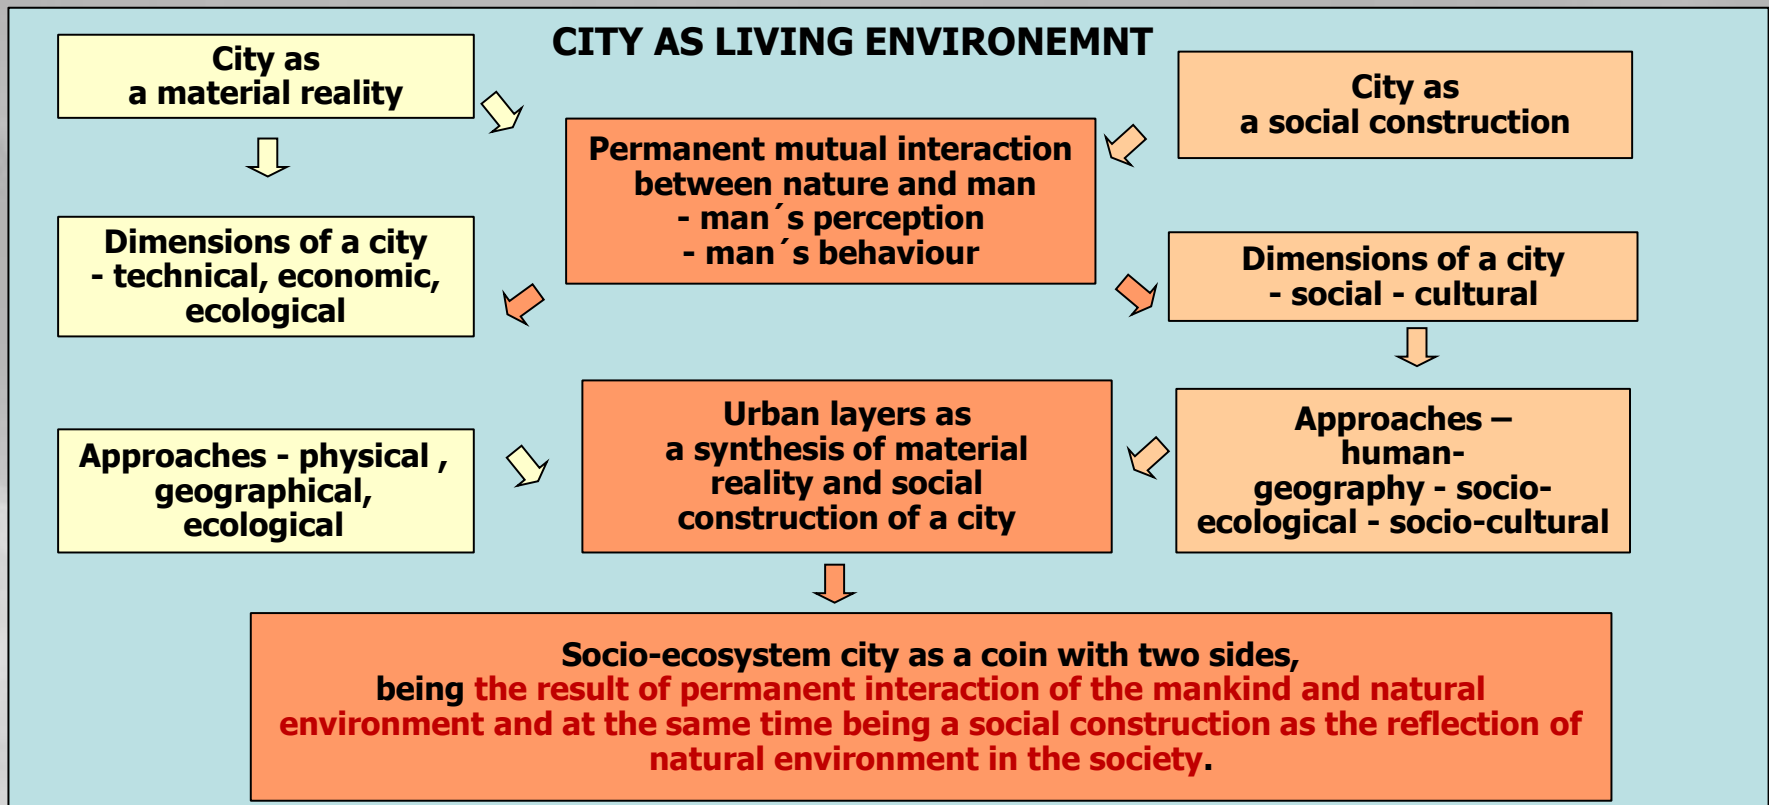 CITY AS LIVING ENVIRONEMNT
City as
a material reality
City as
a social construction
Permanent mutual interaction
between nature and man
- man´s perception
- man´s behaviour
Dimensions of a city
- technical, economic,
ecological
Dimensions of a city
- social - cultural
Approaches - physical ,
geographical,
ecological
Urban layers as
a synthesis of material
reality and social
construction of a city
Approaches –
human-
geography - socio-
ecological - socio-cultural
Socio-ecosystem city as a coin with two sides,
being the result of permanent interaction of the mankind and natural
environment and at the same time being a social construction as the reflection of
natural environment in the society.